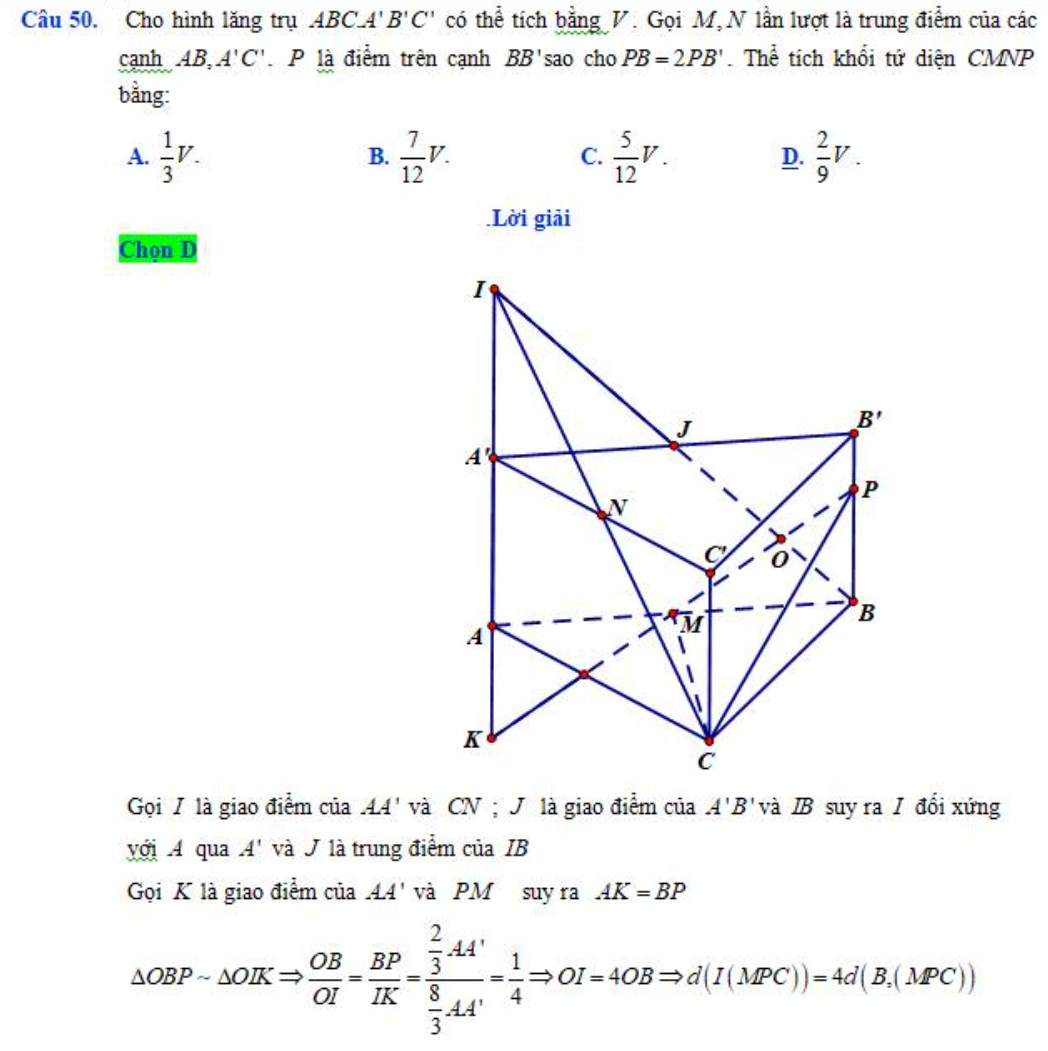 Câu 50. Cho hình lăng trụ ABC.A'B'C' có thể tích bằng V. Gọi M, N lần lượt là trung điểm của các
cạnh AB, A'C'. P là điểm trên cạnh BB' sao cho PB = 2PB'. Thể tích khối tứ diện CMNP
bằng:
A. 1/3 V. B. 7/12 V. C. 5/12 V. D. 2/9 V.
.Lời giải
Chọn D
I
J
B'
A'
P
N
C'
O
M
B
A
K
C
Gọi I là giao điểm của AA' và CN ; J là giao điểm của A'B' và IB suy ra I đối xứng
với A qua A' và J là trung điểm của IB
Gọi K là giao điểm của AA' và PM suy ra AK = BP
ΔOBP ~ ΔOIK ⇒ OB/OI = BP/IK = (2/3 AA')/(8/3 AA') = 1/4 ⇒ OI = 4OB ⇒ d(I(MPC)) = 4d(B,(MPC))